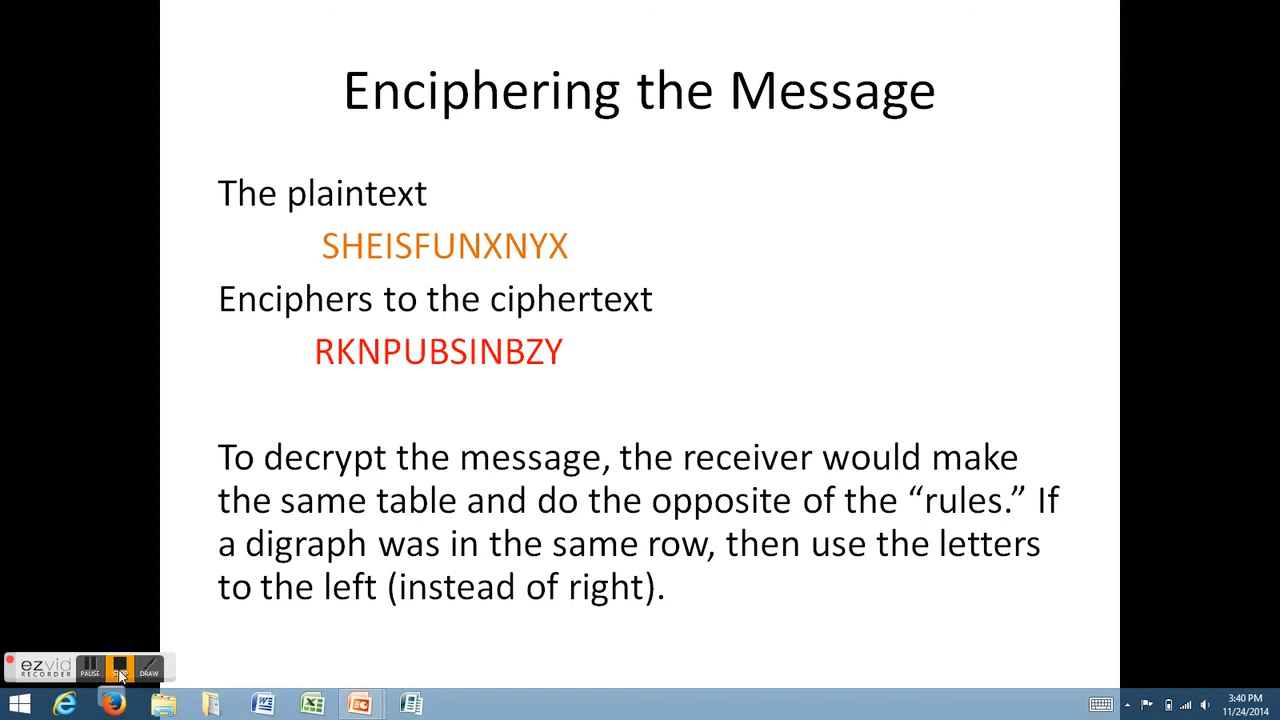 Enciphering the Message
The plaintext
SHEISFUNXNYX
Enciphers to the ciphertext
RKNPUBSINBZY
To decrypt the message, the receiver would make
the same table and do the opposite of the “rules.” If
a digraph was in the same row, then use the letters
to the left (instead of right).
ezvid
RECORDER
PAUSE
DRAW
3:40 PM
11/24/2014